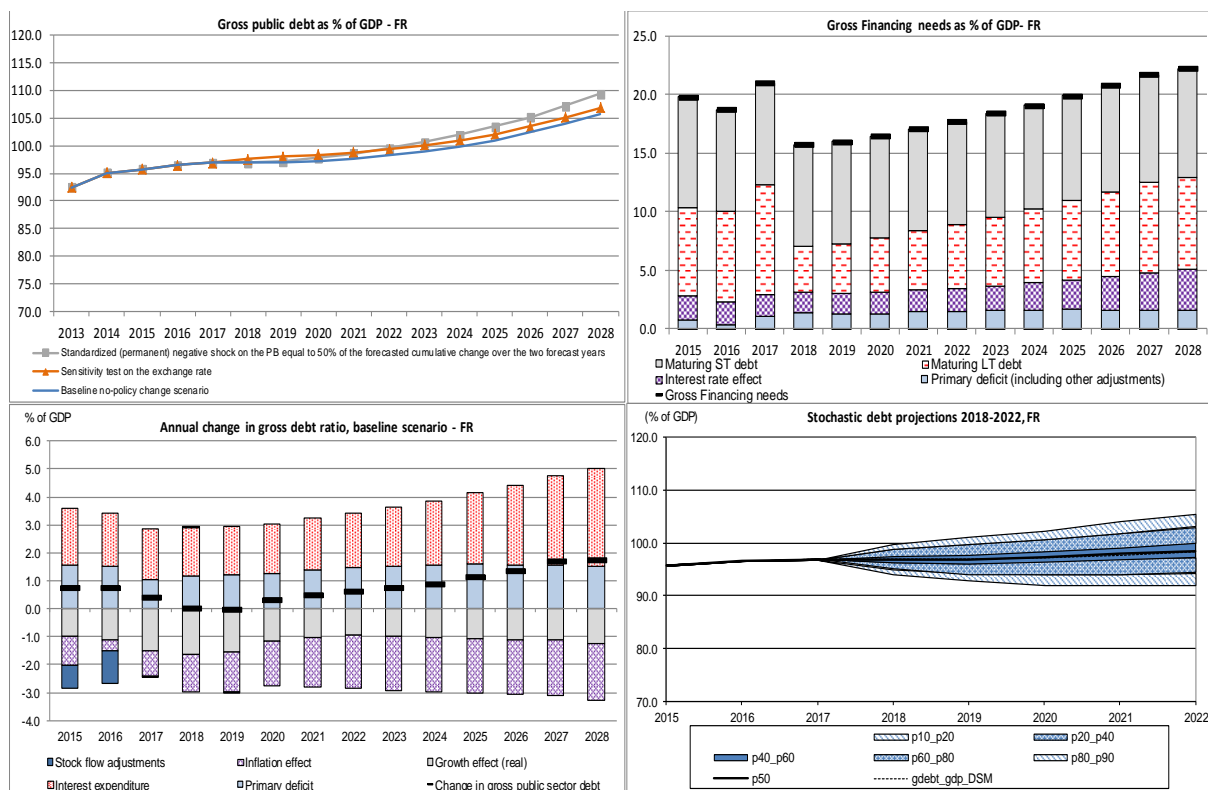 Gross public debt as % of GDP - FR
120.0
115.0
110.0
105.0
100.0
95.0
90.0
85.0
80.0
75.0
70.0
2013 2014 2015 2016 2017 2018 2019 2020 2021 2022 2023 2024 2025 2026 2027 2028
Standardized (permanent) negative shock on the PB equal to 50% of the forecasted cumulative change over the two forecast years
Sensitivity test on the exchange rate
Baseline no-policy change scenario
Gross Financing needs as % of GDP- FR
25.0
20.0
15.0
10.0
5.0
0.0
2015 2016 2017 2018 2019 2020 2021 2022 2023 2024 2025 2026 2027 2028
Maturing ST debt Maturing LT debt
Interest rate effect Primary deficit (including other adjustments)
Gross Financing needs
% of GDP
Annual change in gross debt ratio, baseline scenario - FR
6.0
5.0
4.0
3.0
2.0
1.0
0.0
-1.0
-2.0
-3.0
-4.0
2015 2016 2017 2018 2019 2020 2021 2022 2023 2024 2025 2026 2027 2028
Stock flow adjustments Inflation effect Growth effect (real)
Interest expenditure Primary deficit Change in gross public sector debt
(% of GDP)
Stochastic debt projections 2018-2022, FR
120.0
110.0
100.0
90.0
80.0
70.0
2015 2016 2017 2018 2019 2020 2021 2022
p10_p20 p20_p40
p40_p60 p60_p80 p80_p90
p50 gdebt_gdp_DSM